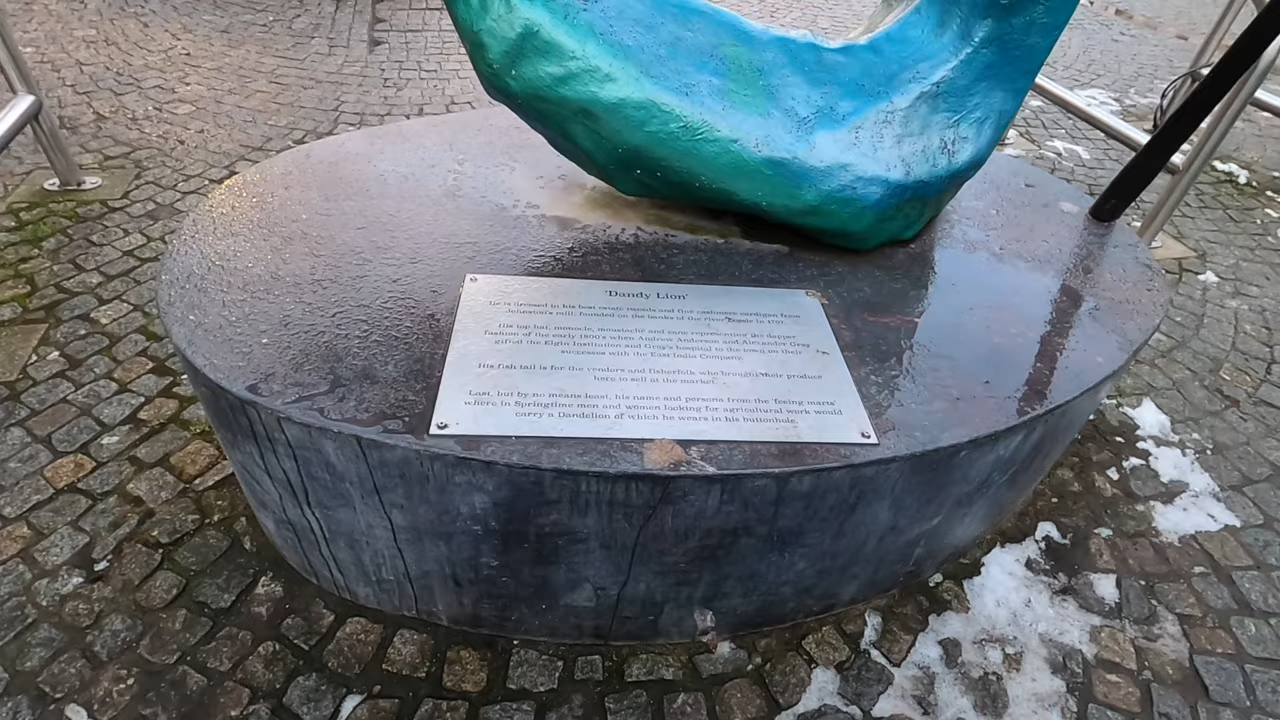 'Dandy Lion'
He is dressed in his best estate tweeds and fine cashmere cardigan from
Johnston's mill, founded on the banks of the river Lossie in 1797.
His top hat, monocle, moustache and cane representing the dapper
fashion of the early 1800's when Andrew Anderson and Alexander Gray
gifted the Elgin Institution and Gray's hospital to the town on their
successes with the East India Company.
His fish tail is for the vendors and fisherfolk who brought their produce
here to sell at the market.
Last, but by no means least, his name and persona from the 'feeing marts'
where in Springtime men and women looking for agricultural work would
carry a Dandelion of which he wears in his buttonhole.